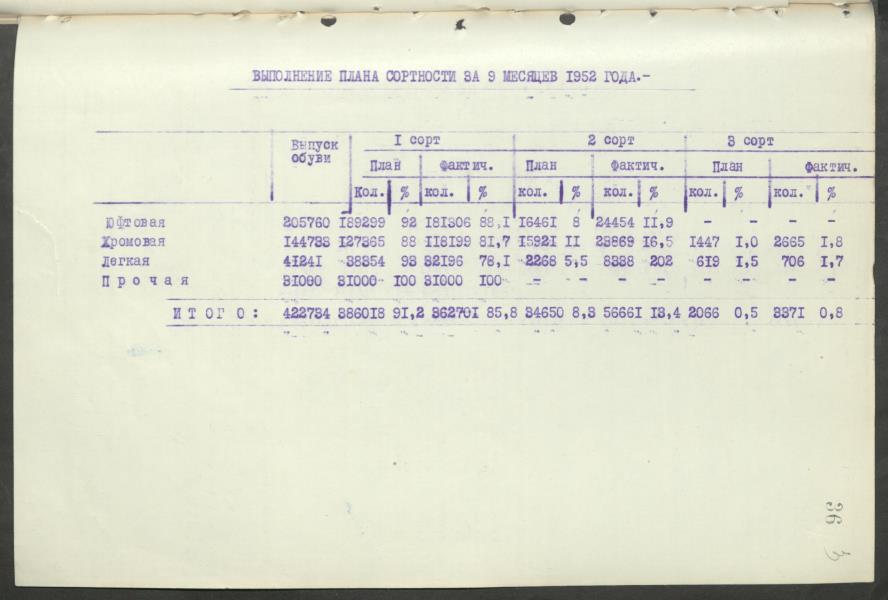 ВЫПОЛНЕНИЕ ПЛАНА СОРТНОСТИ ЗА 9 МЕСЯЦЕВ 1952 ГОДА.-
Выпуск обуви 1 сорт 2 сорт 3 сорт
План Фактич. План Фактич. План Фактич.
Кол. % кол. % кол. % кол. % кол. % кол. %
Юфтовая 205760 189299 92 181306 88,1 16461 8 24454 11,9 - - - -
Хромовая 144733 127365 88 118199 81,7 15921 11 23869 16,5 1447 1,0 2665 1,8
Легкая 41241 38354 93 32196 78,1 2268 5,5 8338 202 619 1,5 706 1,7
Прочая 31000 31000 100 31000 100 - - - - - - - -
ИТОГО: 422734 386018 91,2 362701 85,8 34650 8,3 56661 13,4 2066 0,5 3371 0,8
36